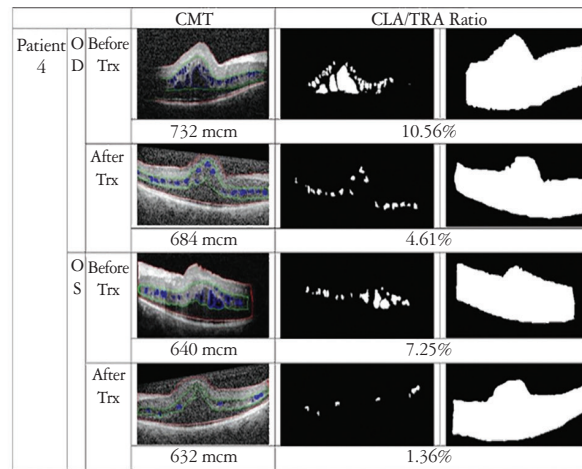 CMT CLA/TRA Ratio
Patient 4 O D Before Trx
732 mcm 10.56%
After Trx
684 mcm 4.61%
O S Before Trx
640 mcm 7.25%
After Trx
632 mcm 1.36%